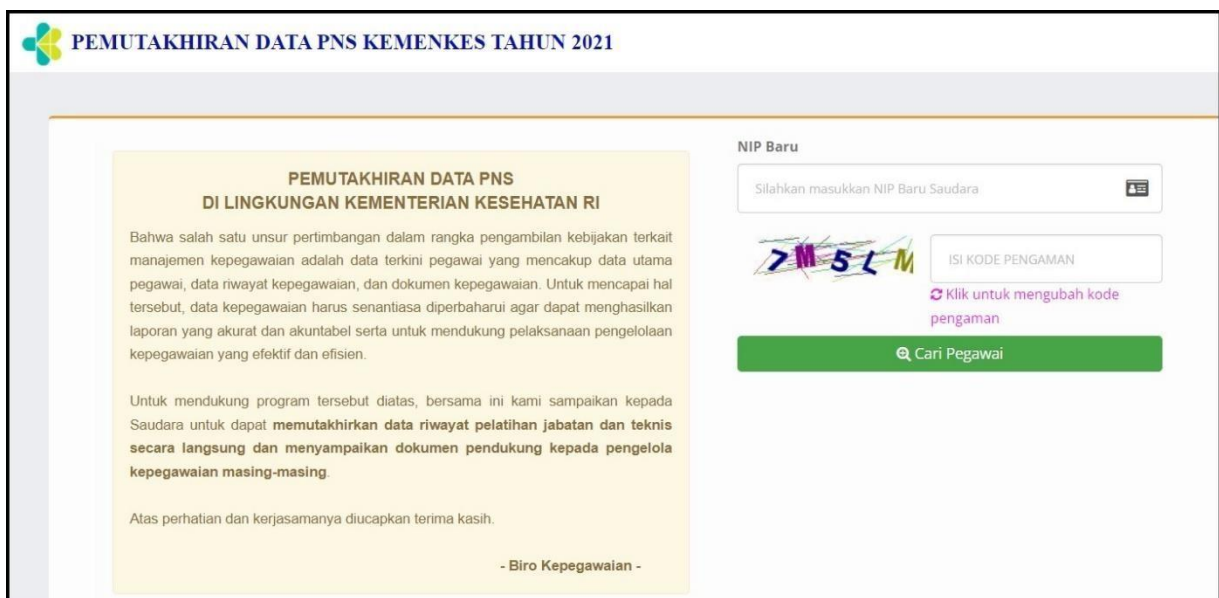 PEMUTAKHIRAN DATA PNS KEMENKES TAHUN 2021
PEMUTAKHIRAN DATA PNS
DI LINGKUNGAN KEMENTERIAN KESEHATAN RI
Bahwa salah satu unsur pertimbangan dalam rangka pengambilan kebijakan terkait
manajemen kepegawaian adalah data terkini pegawai yang mencakup data utama
pegawai, data riwayat kepegawaian, dan dokumen kepegawaian. Untuk mencapai hal
tersebut, data kepegawaian harus senantiasa diperbaharui agar dapat menghasilkan
laporan yang akurat dan akuntabel serta untuk mendukung pelaksanaan pengelolaan
kepegawaian yang efektif dan efisien.
Untuk mendukung program tersebut diatas, bersama ini kami sampaikan kepada
Saudara untuk dapat memutakhirkan data riwayat pelatihan jabatan dan teknis
secara langsung dan menyampaikan dokumen pendukung kepada pengelola
kepegawaian masing-masing.
Atas perhatian dan kerjasamanya diucapkan terima kasih.
- Biro Kepegawaian -
NIP Baru
Silahkan masukkan NIP Baru Saudara
7M5LM
ISI KODE PENGAMAN
Klik untuk mengubah kode
pengaman
Cari Pegawai